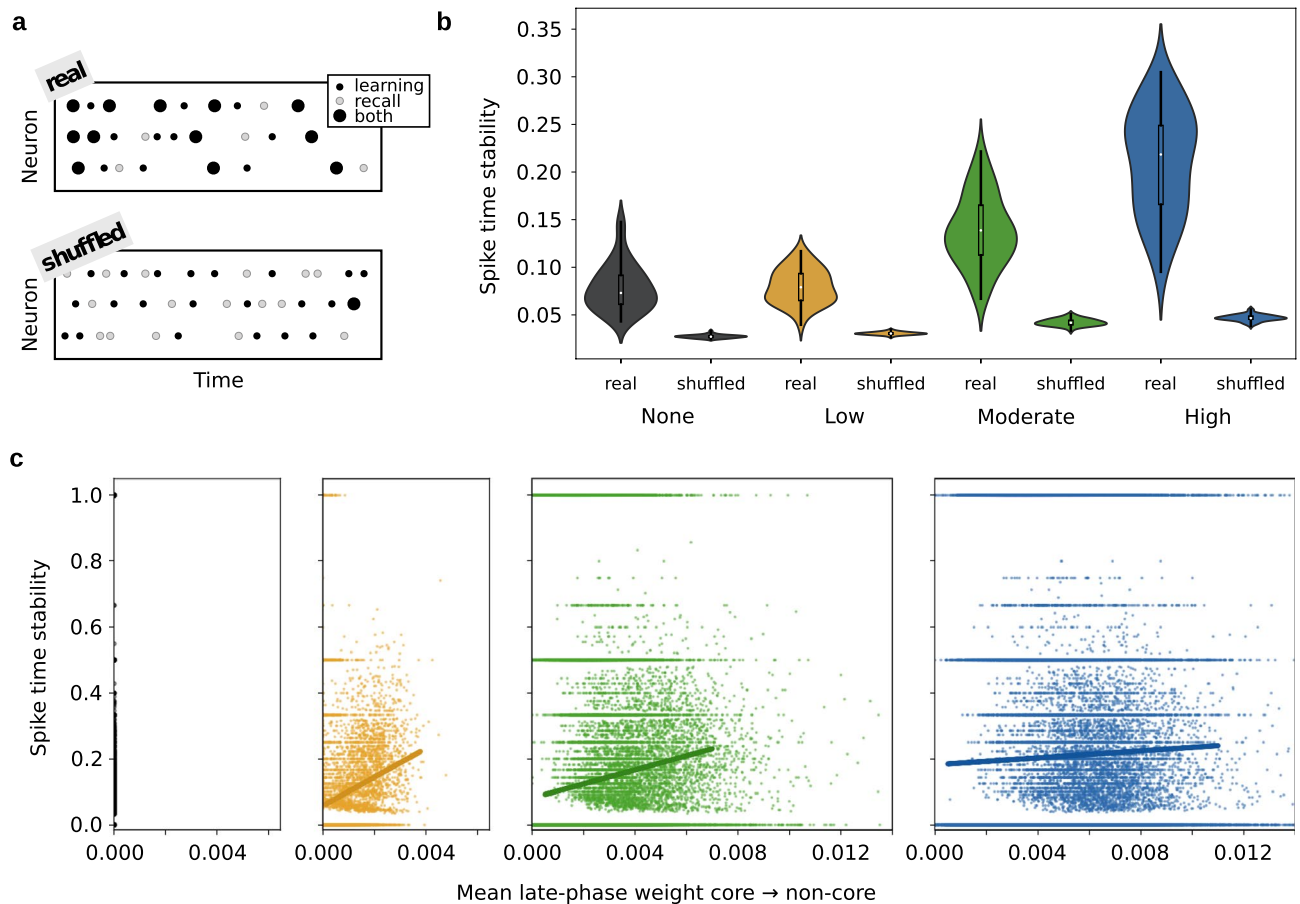 a
real
learning
recall
both
Neuron
shuffled
Neuron
Time
b
Spike time stability
0.35
0.30
0.25
0.20
0.15
0.10
0.05
real shuffled real shuffled real shuffled real shuffled
None Low Moderate High
c
Spike time stability
1.0
0.8
0.6
0.4
0.2
0.0
0.000 0.004 0.000 0.004 0.000 0.004 0.008 0.012 0.000 0.004 0.008 0.012
Mean late-phase weight core → non-core